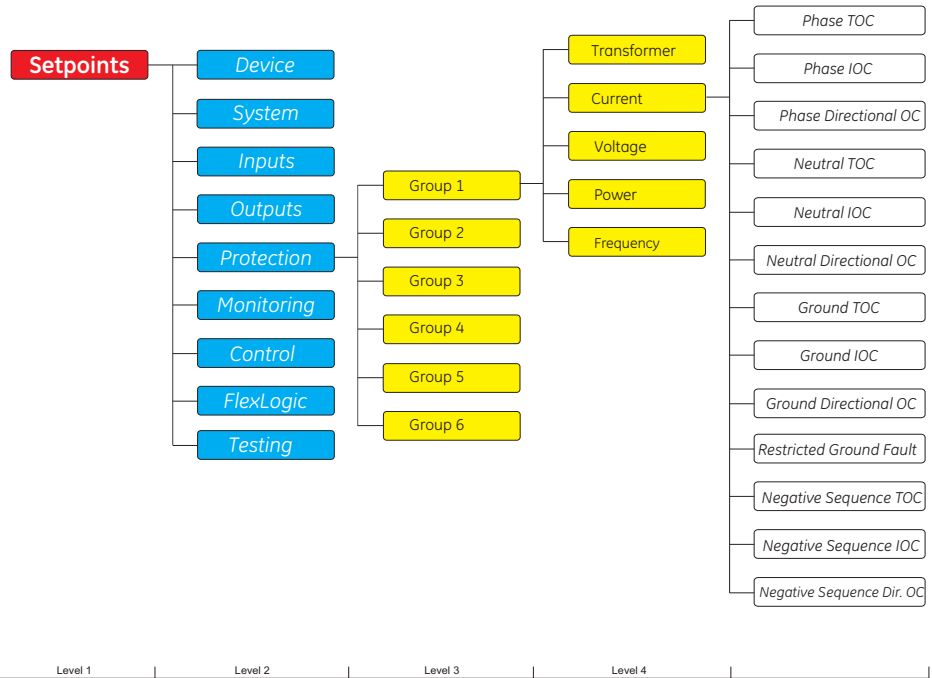 Setpoints
Device
System
Inputs
Outputs
Protection
Monitoring
Control
FlexLogic
Testing
Group 1
Group 2
Group 3
Group 4
Group 5
Group 6
Transformer
Current
Voltage
Power
Frequency
Phase TOC
Phase IOC
Phase Directional OC
Neutral TOC
Neutral IOC
Neutral Directional OC
Ground TOC
Ground IOC
Ground Directional OC
Restricted Ground Fault
Negative Sequence TOC
Negative Sequence IOC
Negative Sequence Dir. OC
Level 1
Level 2
Level 3
Level 4